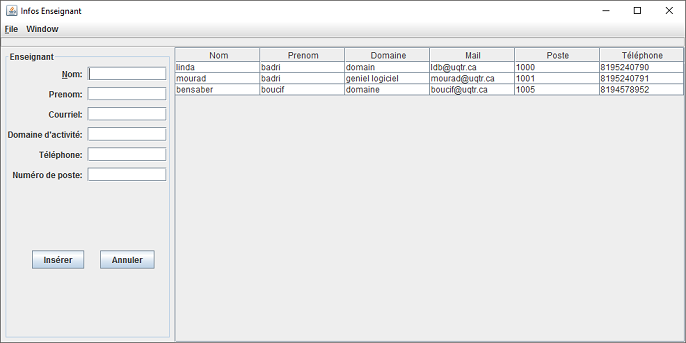 Infos Enseignant
File Window
Enseignant
Nom:
Prenom:
Courriel:
Domaine d'activité:
Téléphone:
Numéro de poste:
Insérer Annuler
Nom Prenom Domaine Mail Poste Téléphone
linda badri domain ldb@uqtr.ca 1000 8195240790
mourad badri geniel logiciel mourad@uqtr.ca 1001 8195240791
bensaber boucif domaine boucif@uqtr.ca 1005 8194578952